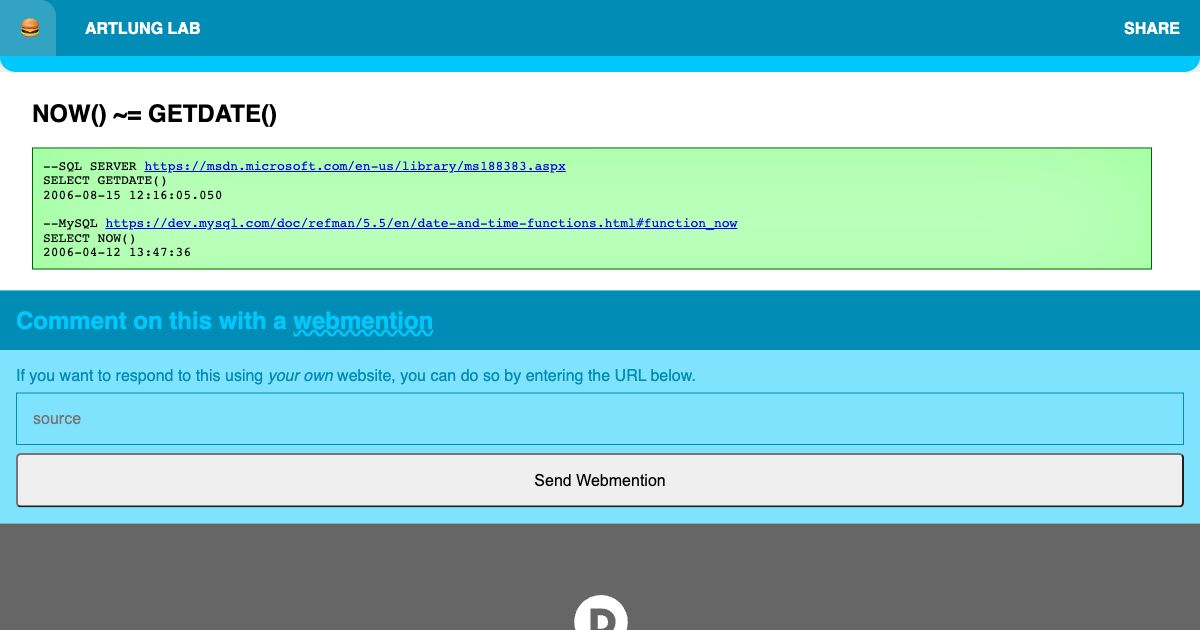 ARTLUNG LAB
SHARE
NOW() ~= GETDATE()
--SQL SERVER https://msdn.microsoft.com/en-us/library/ms188383.aspx
SELECT GETDATE()
2006-08-15 12:16:05.050
--MySQL https://dev.mysql.com/doc/refman/5.5/en/date-and-time-functions.html#function_now
SELECT NOW()
2006-04-12 13:47:36
Comment on this with a webmention
If you want to respond to this using your own website, you can do so by entering the URL below.
source
Send Webmention